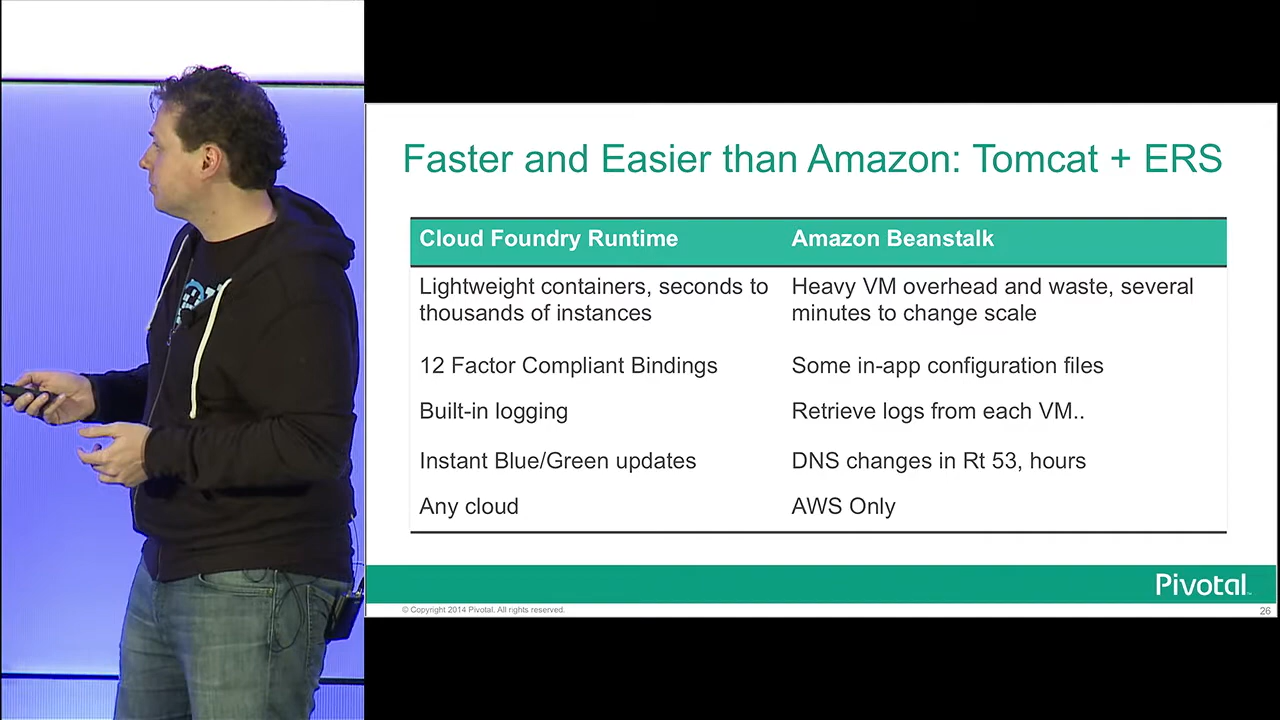 Faster and Easier than Amazon: Tomcat + ERS
Cloud Foundry Runtime
Amazon Beanstalk
Lightweight containers, seconds to
thousands of instances
Heavy VM overhead and waste, several
minutes to change scale
12 Factor Compliant Bindings
Some in-app configuration files
Built-in logging
Retrieve logs from each VM..
Instant Blue/Green updates
DNS changes in Rt 53, hours
Any cloud
AWS Only
Pivotal™
© Copyright 2014 Pivotal. All rights reserved.
26